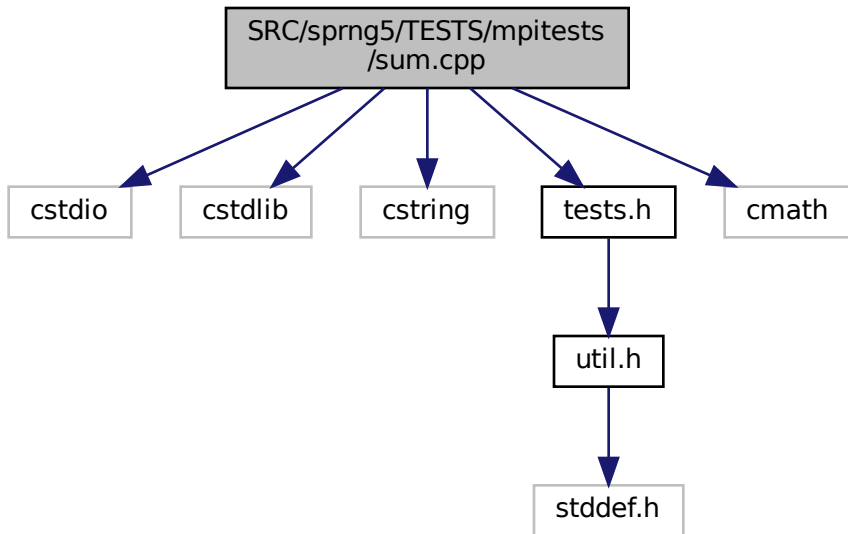 SRC/sprng5/TESTS/mpitests
/sum.cpp
cstdio
cstdlib
cstring
tests.h
cmath
util.h
stddef.h